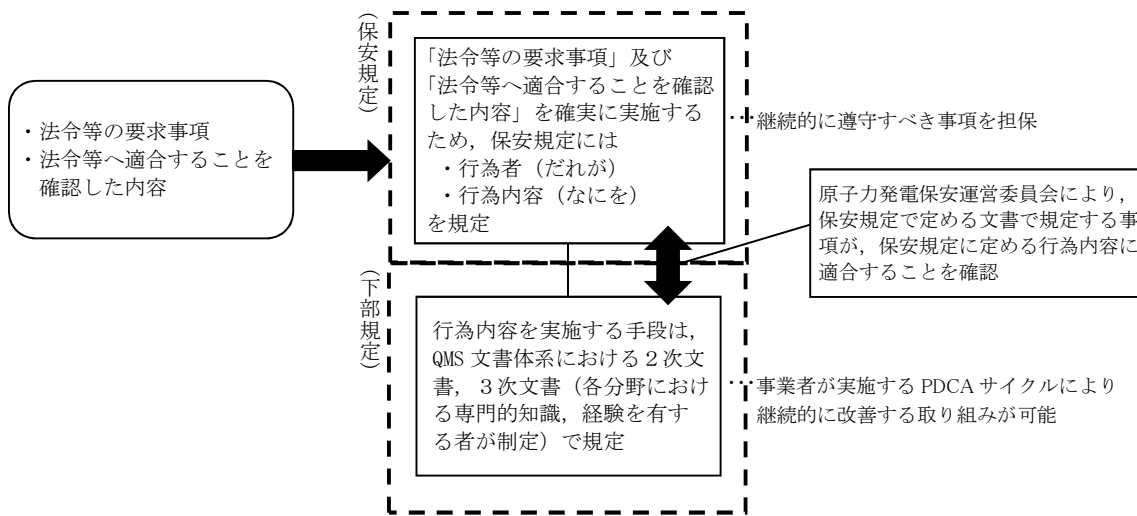 ・法令等の要求事項
・法令等へ適合することを
確認した内容
(保安規定)
「法令等の要求事項」及び
「法令等へ適合することを確認
した内容」を確実に実施する
ため，保安規定には
・行為者（だれが）
・行為内容（なにを）
を規定
…継続的に遵守すべき事項を担保
原子力発電保安運営委員会により，
保安規定で定める文書で規定する事
項が，保安規定に定める行為内容に
適合することを確認
(下部規定)
行為内容を実施する手段は，
QMS 文書体系における２次文
書，３次文書（各分野におけ
る専門的知識，経験を有す
る者が制定）で規定
…事業者が実施する PDCA サイクルにより
継続的に改善する取り組みが可能